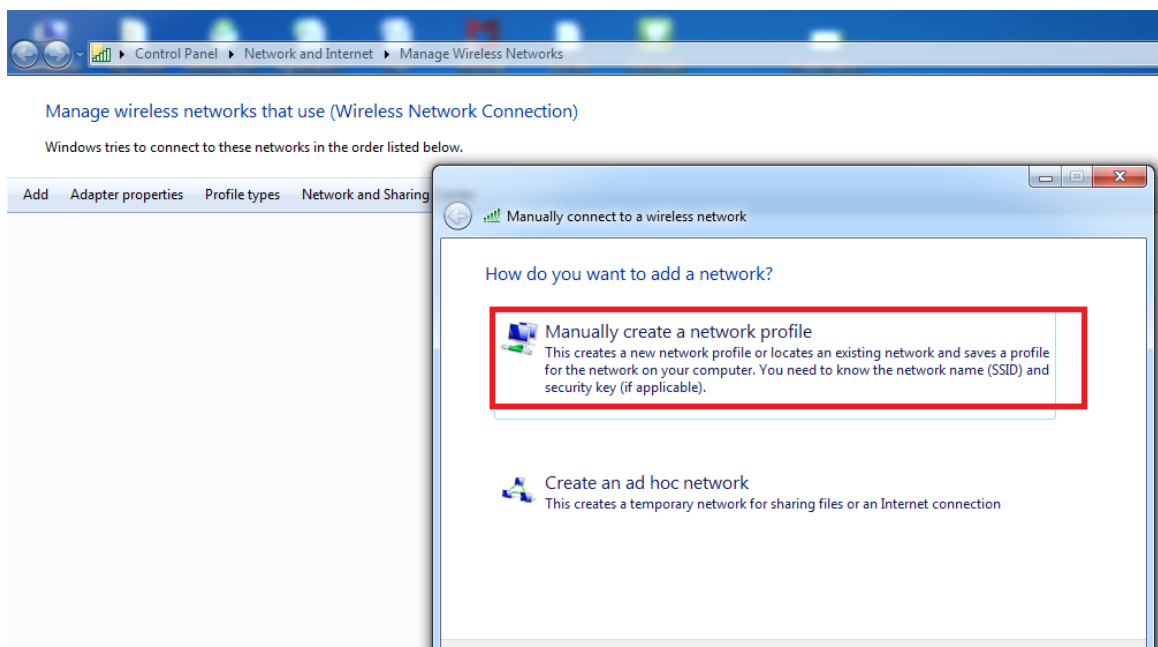 Control Panel Network and Internet Manage Wireless Networks
Manage wireless networks that use (Wireless Network Connection)
Windows tries to connect to these networks in the order listed below.
Add Adapter properties Profile types Network and Sharing
Manually connect to a wireless network
How do you want to add a network?
Manually create a network profile
This creates a new network profile or locates an existing network and saves a profile
for the network on your computer. You need to know the network name (SSID) and
security key (if applicable).
Create an ad hoc network
This creates a temporary network for sharing files or an Internet connection